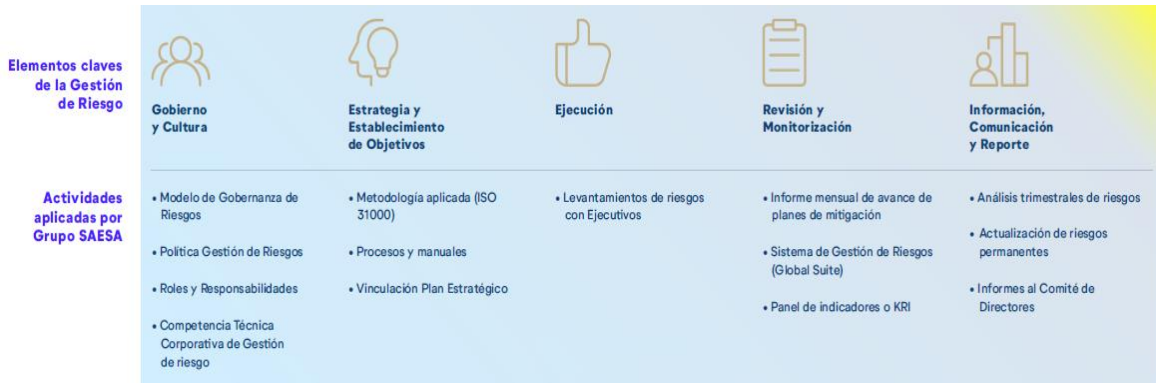 Elementos claves
de la Gestión
de Riesgo
Gobierno
y Cultura
Estrategia y
Establecimiento
de Objetivos
Ejecución
Revisión y
Monitorización
Información,
Comunicación
y Reporte
Actividades
aplicadas por
Grupo SAESA
• Modelo de Gobernanza de
Riesgos
• Política Gestión de Riesgos
• Roles y Responsabilidades
• Competencia Técnica
Corporativa de Gestión
de riesgo
• Metodología aplicada (ISO
31000)
• Procesos y manuales
• Vinculación Plan Estratégico
• Levantamientos de riesgos
con Ejecutivos
• Informe mensual de avance de
planes de mitigación
• Sistema de Gestión de Riesgos
(Global Suite)
• Panel de indicadores o KRI
• Análisis trimestrales de riesgos
• Actualización de riesgos
permanentes
• Informes al Comité de
Directores